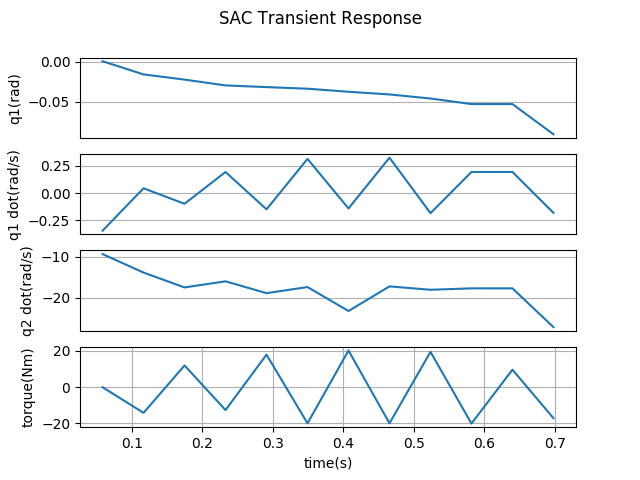 SAC Transient Response
q1(rad)
0.00
−0.05
q1 dot(rad/s)
0.25
0.00
−0.25
q2 dot(rad/s)
−10
−20
torque(Nm)
20
0
−20
0.1 0.2 0.3 0.4 0.5 0.6 0.7
time(s)